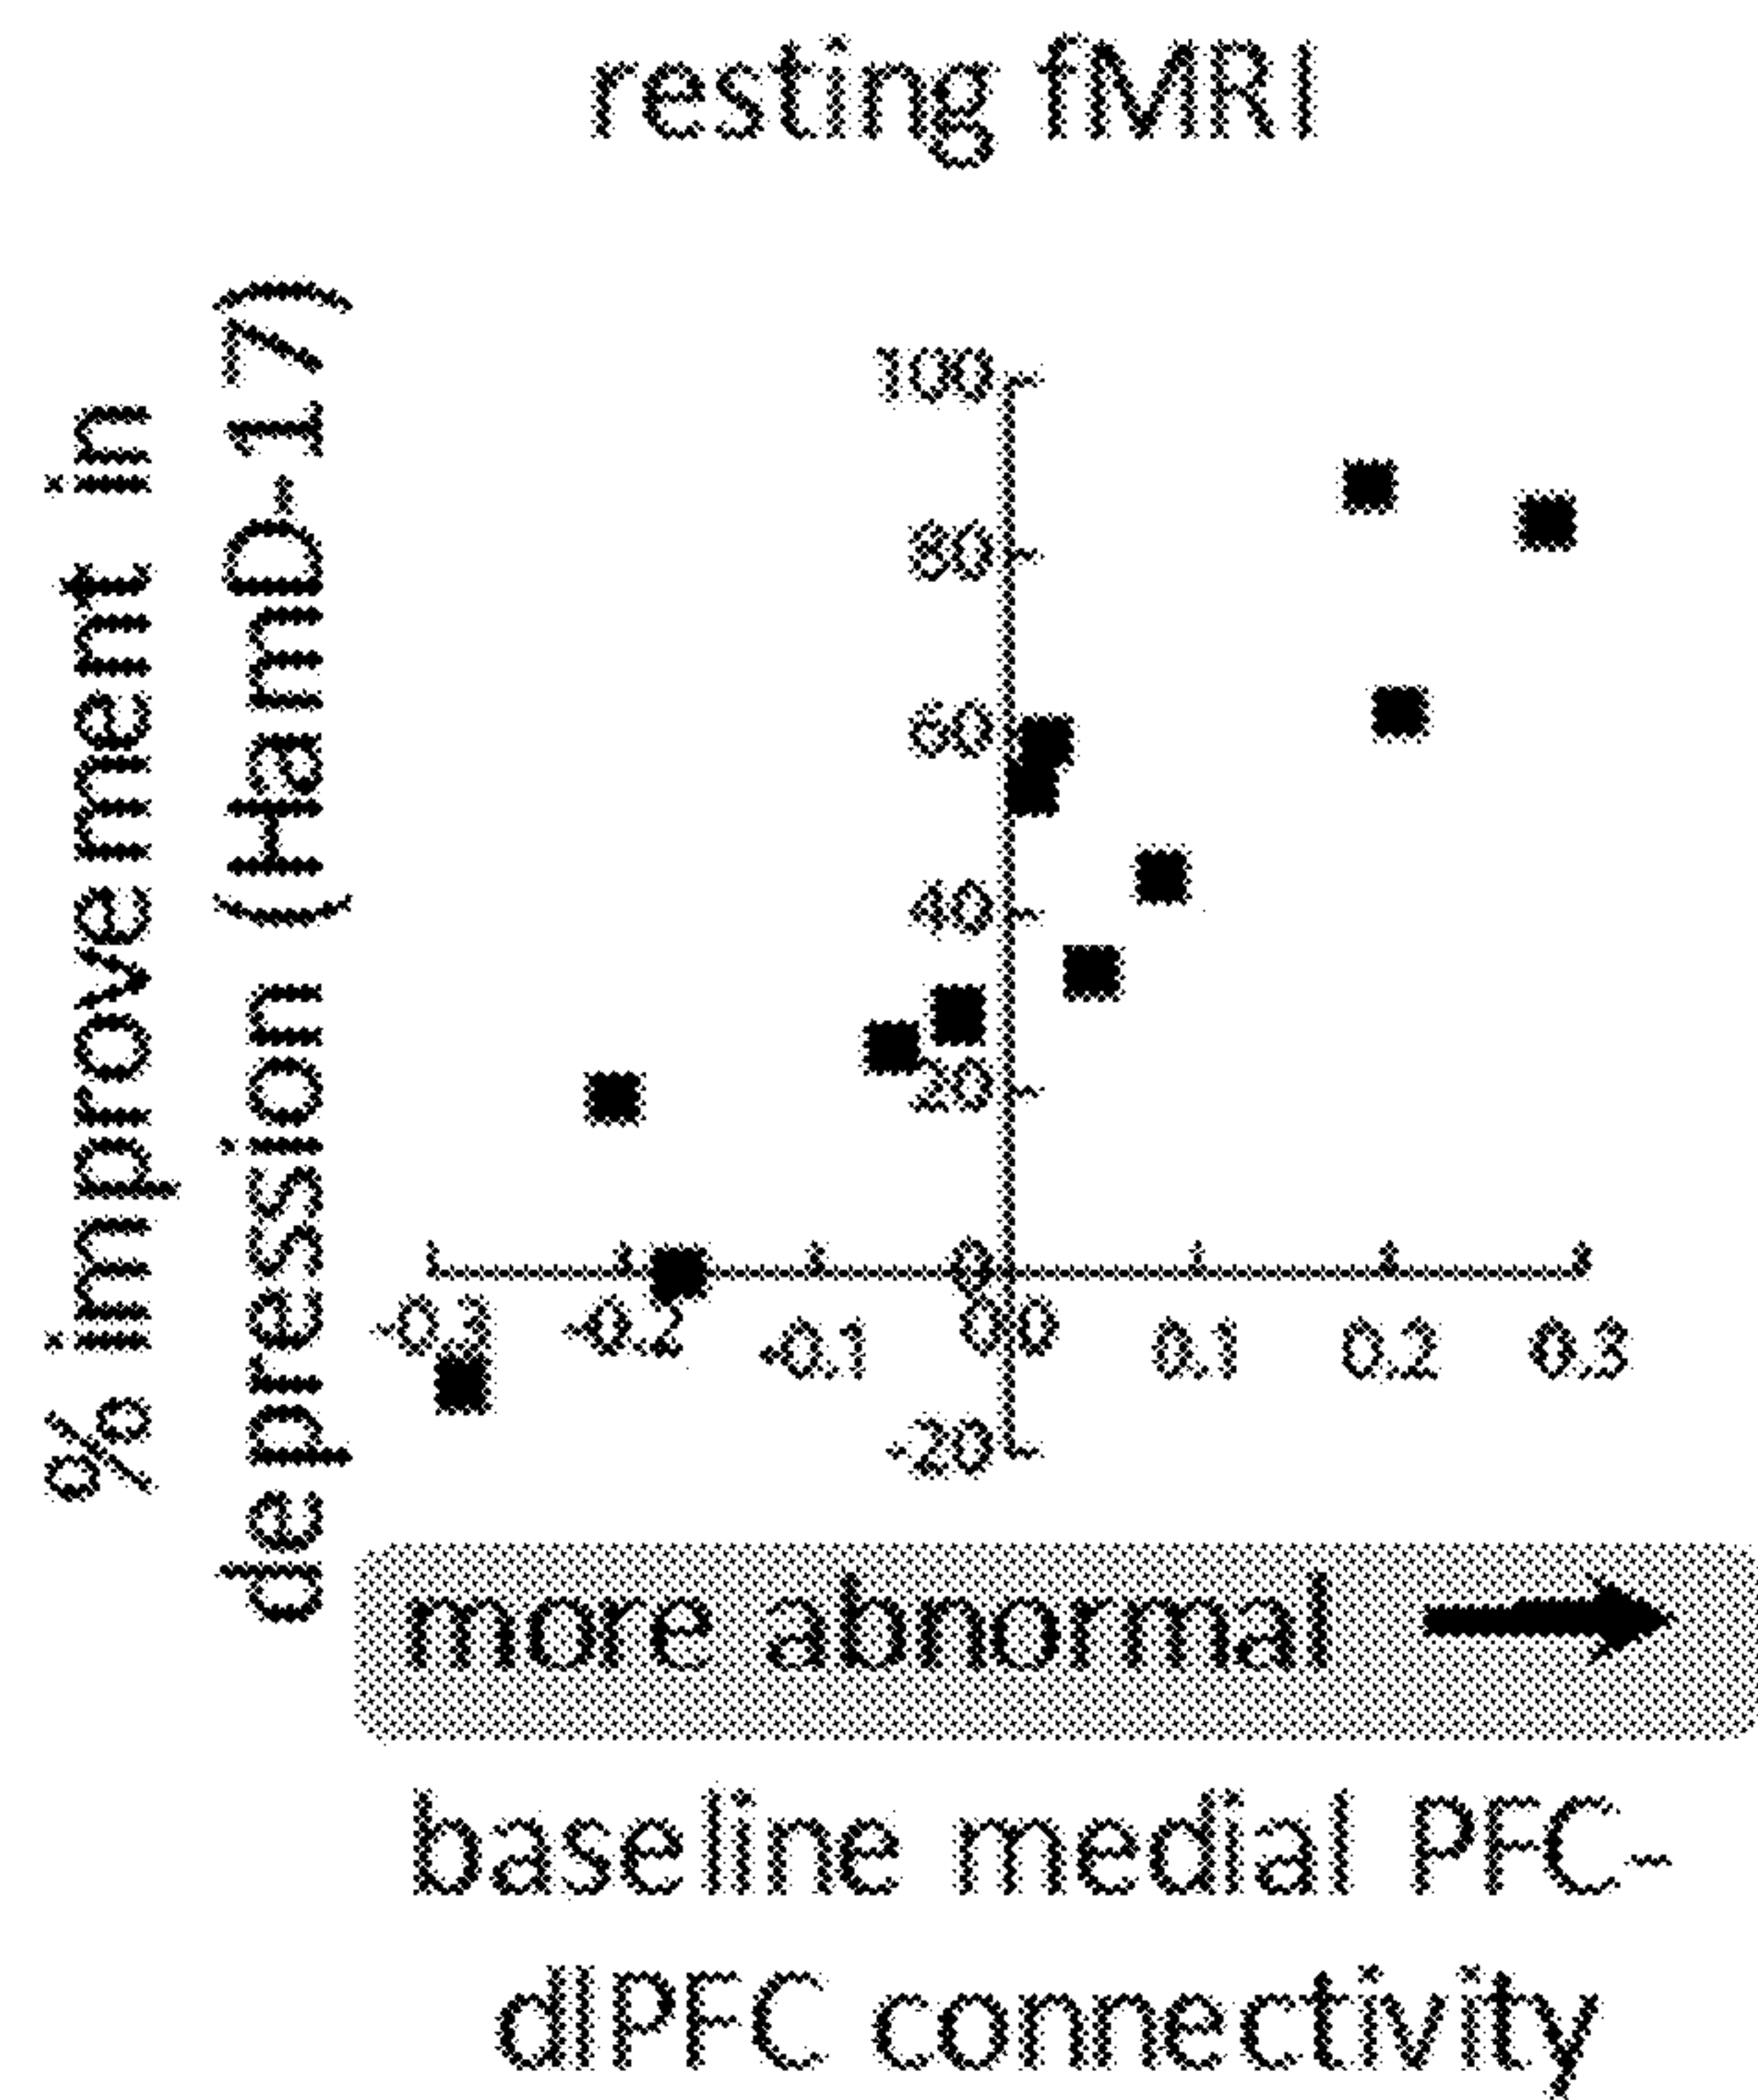 resting fMRI
% improvement in
depression (HamD-17)
100
80
60
40
20
0
-20
-0.3
-0.2
-0.1
0.0
0.1
0.2
0.3
more abnormal
baseline medial PFC-
dlPFC connectivity